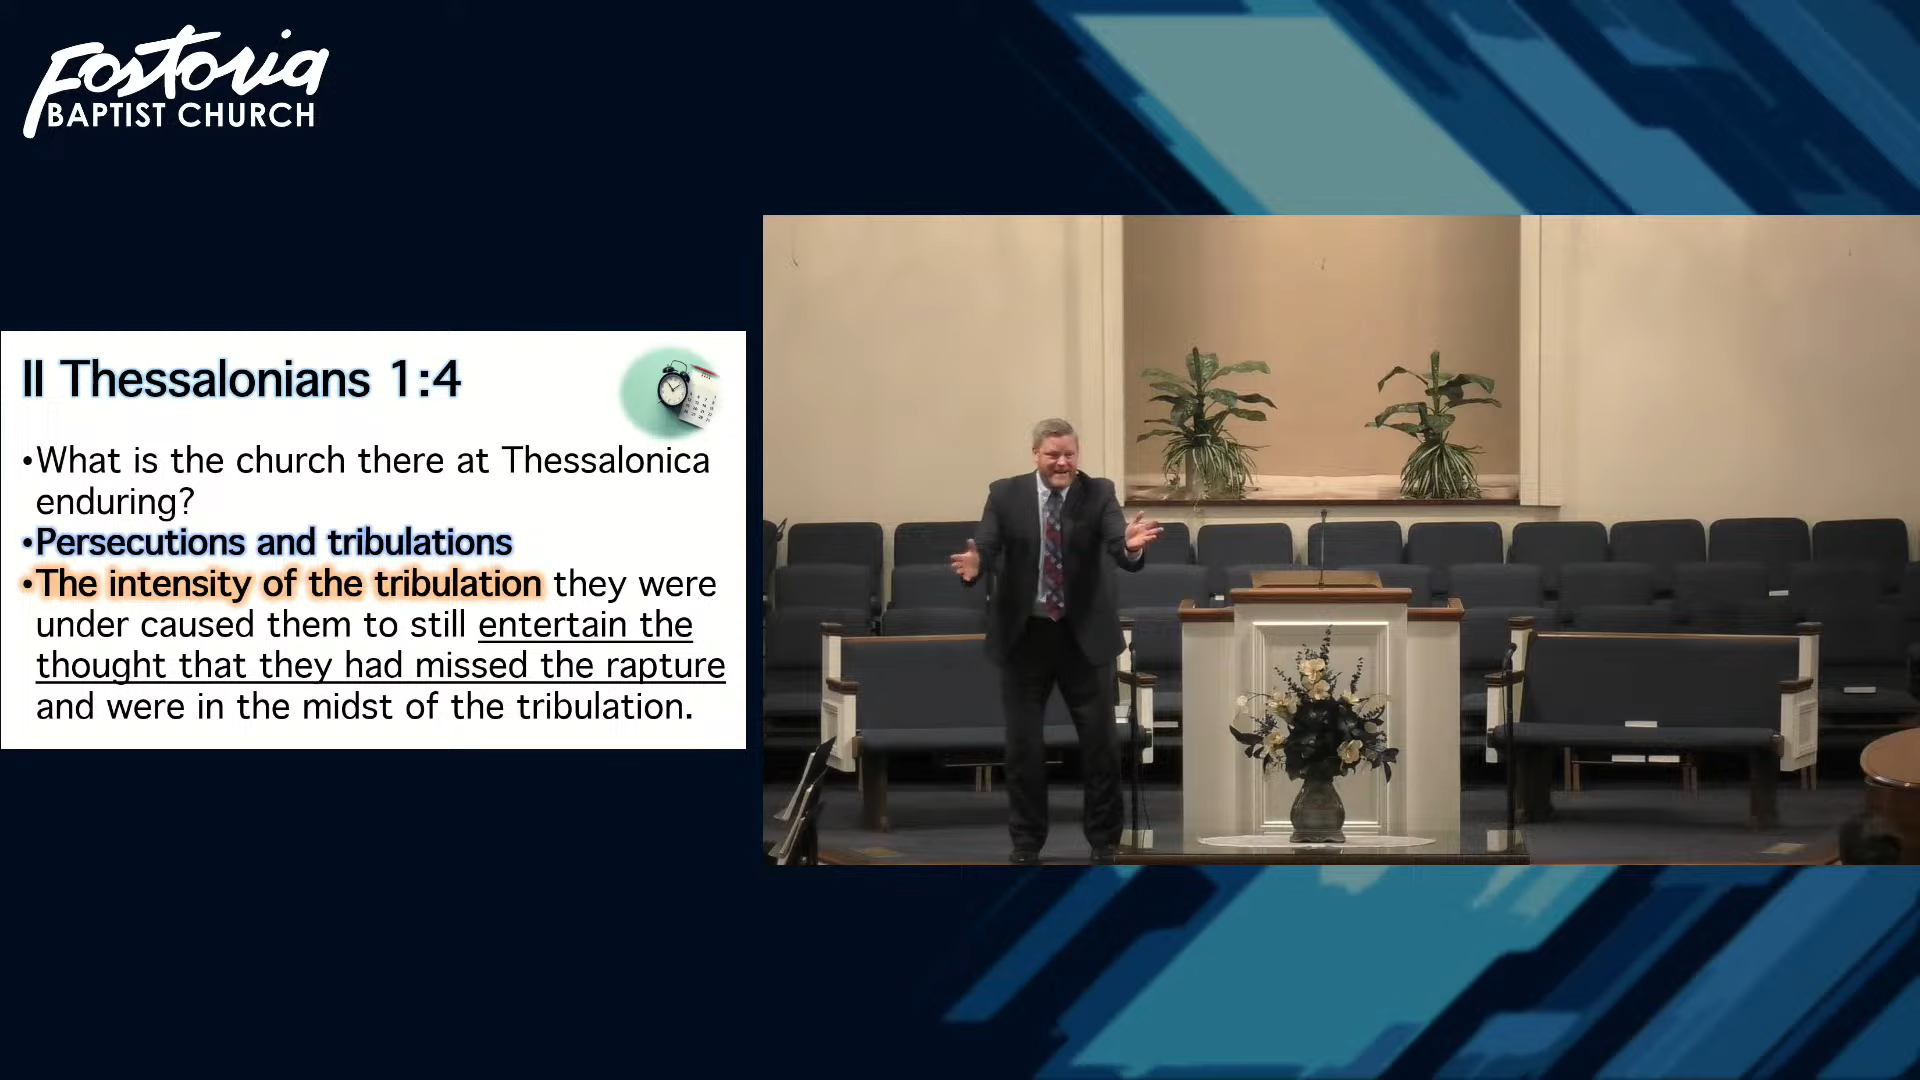 Fostoria
BAPTIST CHURCH
II Thessalonians 1:4
•What is the church there at Thessalonica
enduring?
•Persecutions and tribulations
•The intensity of the tribulation they were
under caused them to still entertain the
thought that they had missed the rapture
and were in the midst of the tribulation.